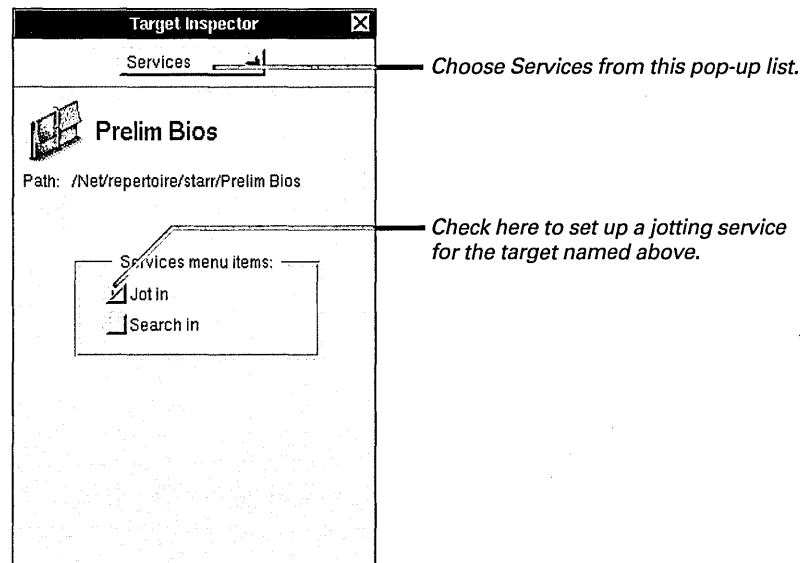 Target Inspector
Services
Choose Services from this pop-up list.
Prelim Bios
Path: /Net/repertoire/starr/Prelim Bios
Check here to set up a jotting service
for the target named above.
Services menu items:
Jot in
Search in